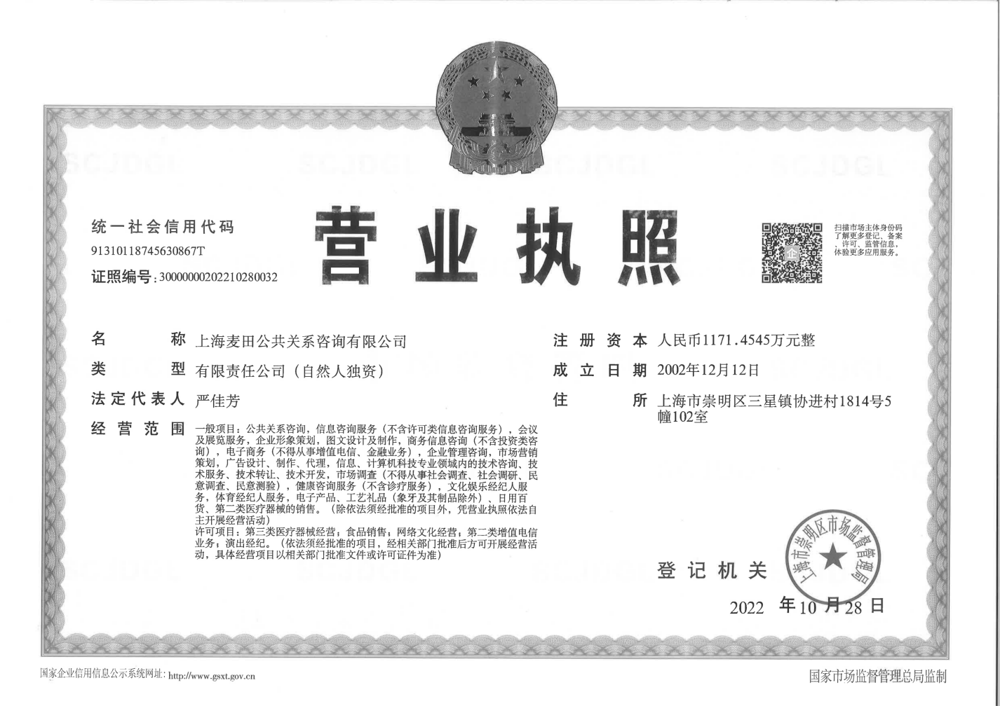 营业执照
统一社会信用代码
91310118745630867T
证照编号:30000000202210280032
扫描市场主体身份码
了解更多登记、备案
、许可、监管信息,
体验更多应用服务。
企
名称 上海麦田公共关系咨询有限公司
类型 有限责任公司（自然人独资）
法定代表人 严佳芳
经营范围 一般项目：公共关系咨询，信息咨询服务（不含许可类信息咨询服务），会议
及展览服务，企业形象策划，图文设计及制作，商务信息咨询（不含投资类咨
询），电子商务（不得从事增值电信、金融业务），企业管理咨询，市场营销
策划，广告设计、制作、代理，信息、计算机科技专业领域内的技术咨询、技
术服务、技术转让、技术开发，市场调查（不得从事社会调查、社会调研、民
意调查、民意测验），健康咨询服务（不含诊疗服务），文化娱乐经纪人服
务，体育经纪人服务，电子产品、工艺礼品（象牙及其制品除外）、日用百
货、第二类医疗器械的销售。（除依法须经批准的项目外，凭营业执照依法自
主开展经营活动）
许可项目：第三类医疗器械经营；食品销售；网络文化经营；第二类增值电信
业务；演出经纪。（依法须经批准的项目，经相关部门批准后方可开展经营活
动，具体经营项目以相关部门批准文件或许可证件为准）
注册资本 人民币1171.4545万元整
成立日期 2002年12月12日
住所 上海市崇明区三星镇协进村1814号5
幢102室
登记机关
上海市崇明区市场监督管理局
2022 年10 月28 日
国家企业信用信息公示系统网址：http://www.gsxt.gov.cn
国家市场监督管理总局监制
SCJDGL
SCJDGL
SCJDGL
SCJDGL